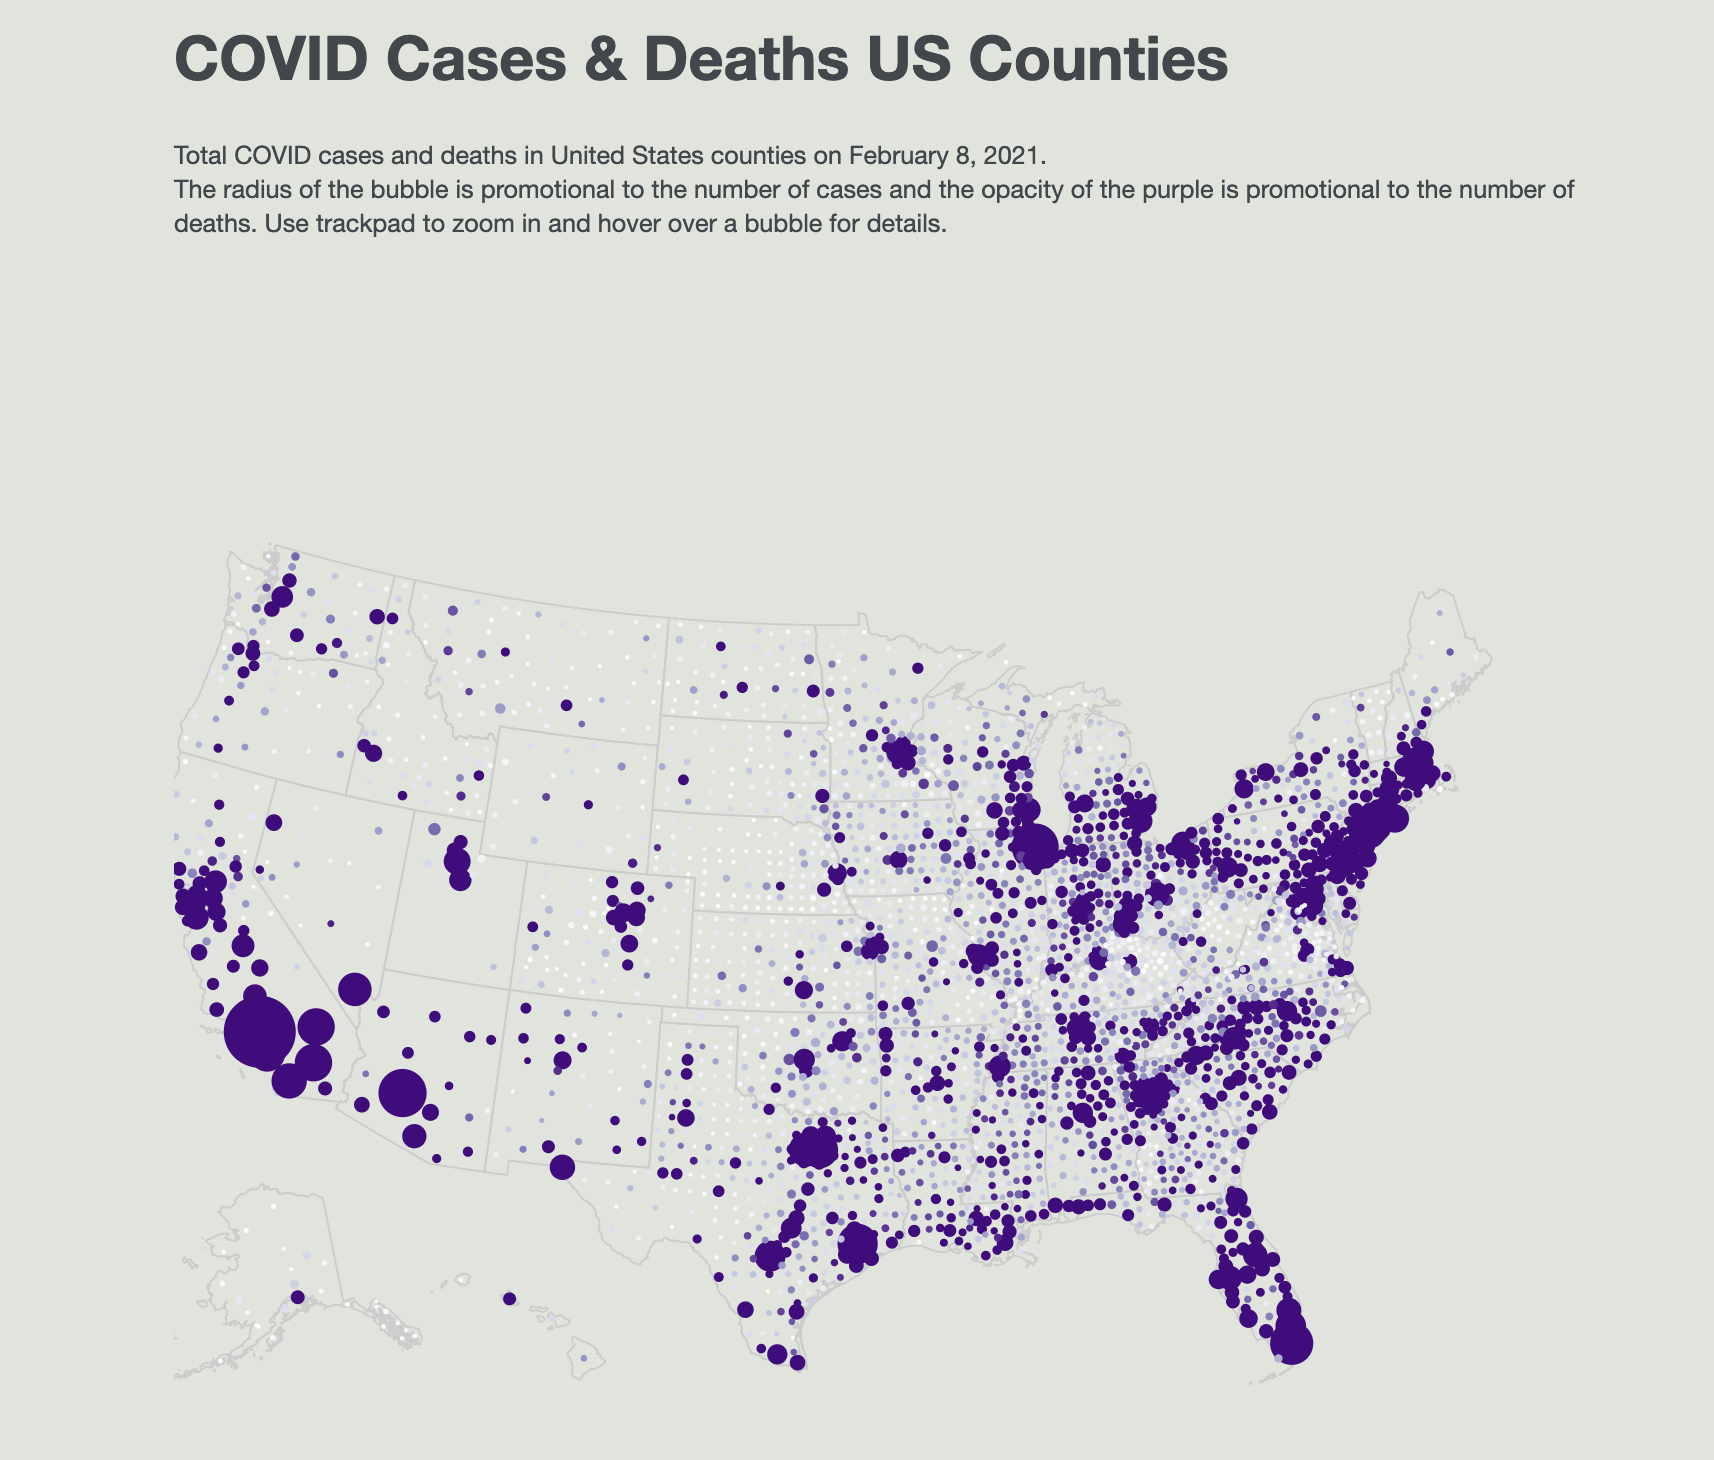 COVID Cases & Deaths US Counties
Total COVID cases and deaths in United States counties on February 8, 2021.
The radius of the bubble is promotional to the number of cases and the opacity of the purple is promotional to the number of
deaths. Use trackpad to zoom in and hover over a bubble for details.